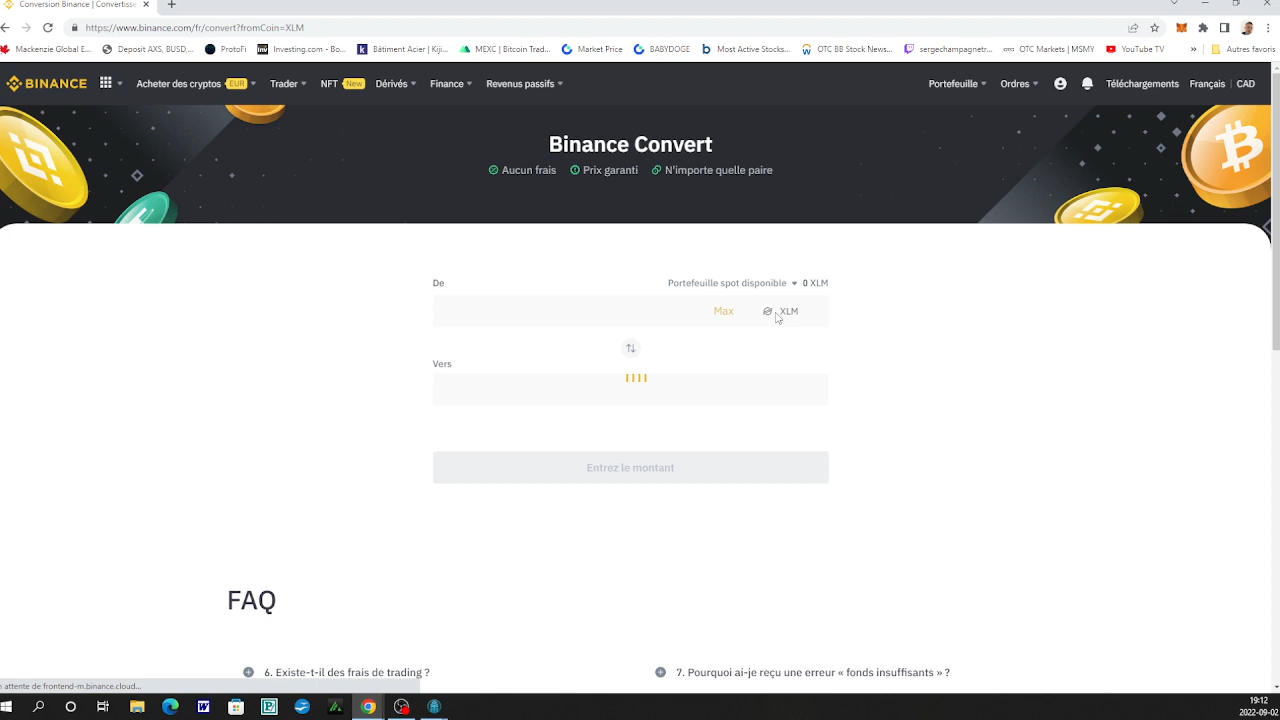 Conversion Binance | Convertisse
https://www.binance.com/fr/convert?fromCoin=XLM
Mackenzie Global E... Deposit AXS, BUSD,... ProtoFi Investing.com - Bo... Bâtiment Acier | Kiji... MEXC | Bitcoin Trad... Market Price BABYDOGE Most Active Stocks... OTC BB Stock News... sergechampagnetr... OTC Markets | MSMY YouTube TV » Autres favoris
BINANCE Acheter des cryptos EUR Trader NFT New Dérivés Finance Revenus passifs Portefeuille Ordres Téléchargements Français | CAD
Binance Convert
Aucun frais Prix garanti N'importe quelle paire
De Portefeuille spot disponible 0 XLM
Max XLM
Vers
Entrez le montant
FAQ
6. Existe-t-il des frais de trading ? 7. Pourquoi ai-je reçu une erreur « fonds insuffisants » ?
n attente de frontend-m.binance.cloud...
19:12
2022-09-02